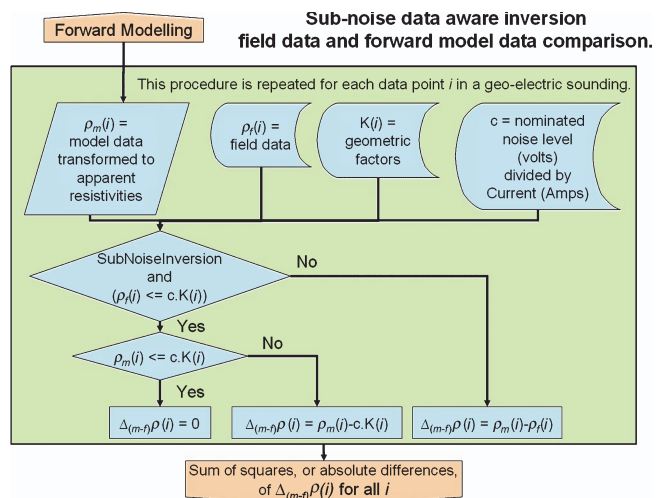 Sub-noise data aware inversion
field data and forward model data comparison.
Forward Modelling
This procedure is repeated for each data point i in a geo-electric sounding.
ρm(i) =
model data
transformed to
apparent
resistivities
ρf(i) =
field data
K(i) =
geometric
factors
c = nominated
noise level
(volts)
divided by
Current (Amps)
SubNoiseInversion
and
(ρf(i) <= c.K(i))
No
Yes
ρm(i) <= c.K(i)
No
Yes
Δ(m-f)ρ(i) = 0
Δ(m-f)ρ(i) = ρm(i)-c.K(i)
Δ(m-f)ρ(i) = ρm(i)-ρf(i)
Sum of squares, or absolute differences,
of Δ(m-f)ρ(i) for all i